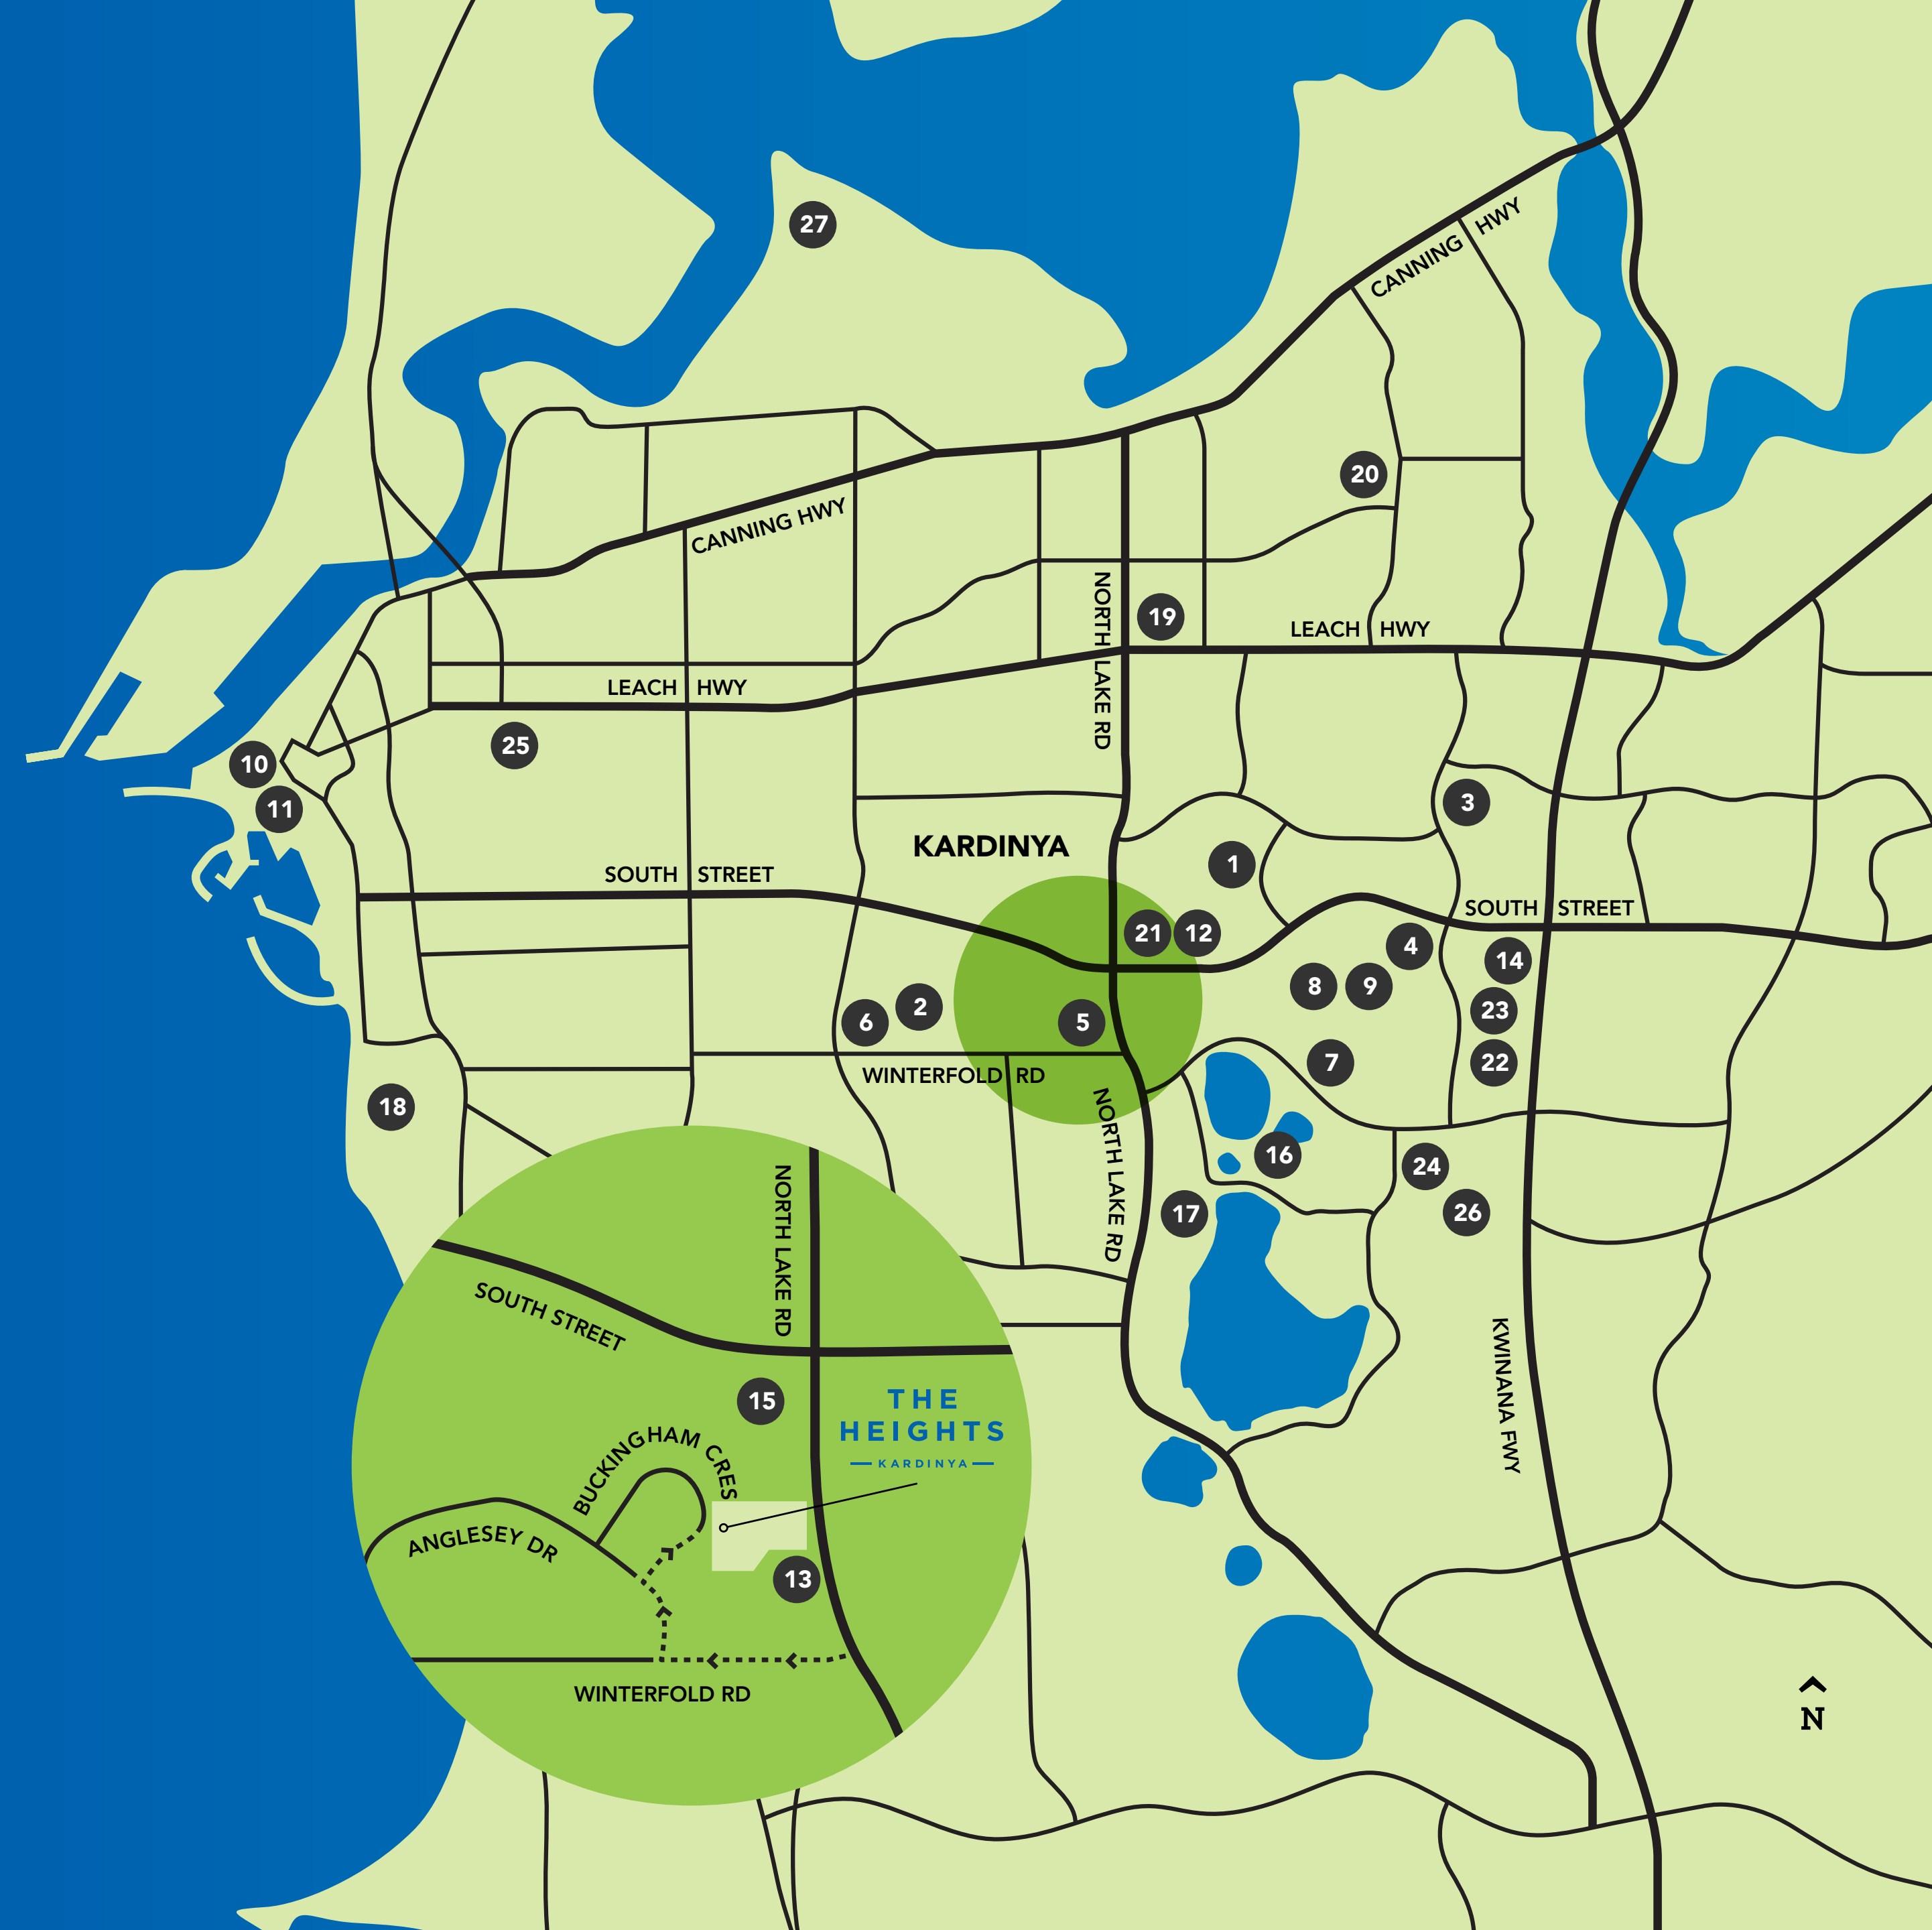 27
CANNING HWY
20
CANNING HWY
NORTH LAKE RD
19
LEACH HWY
LEACH HWY
25
10
11
3
KARDINYA
1
SOUTH STREET
SOUTH STREET
21
12
4
14
8
9
23
6
2
5
7
22
WINTERFOLD RD
18
NORTH LAKE RD
16
24
17
26
NORTH LAKE RD
SOUTH STREET
KWINANA FWY
15
THE
HEIGHTS
KARDINYA
BUCKINGHAM CRES
ANGLESEY DR
13
WINTERFOLD RD
N